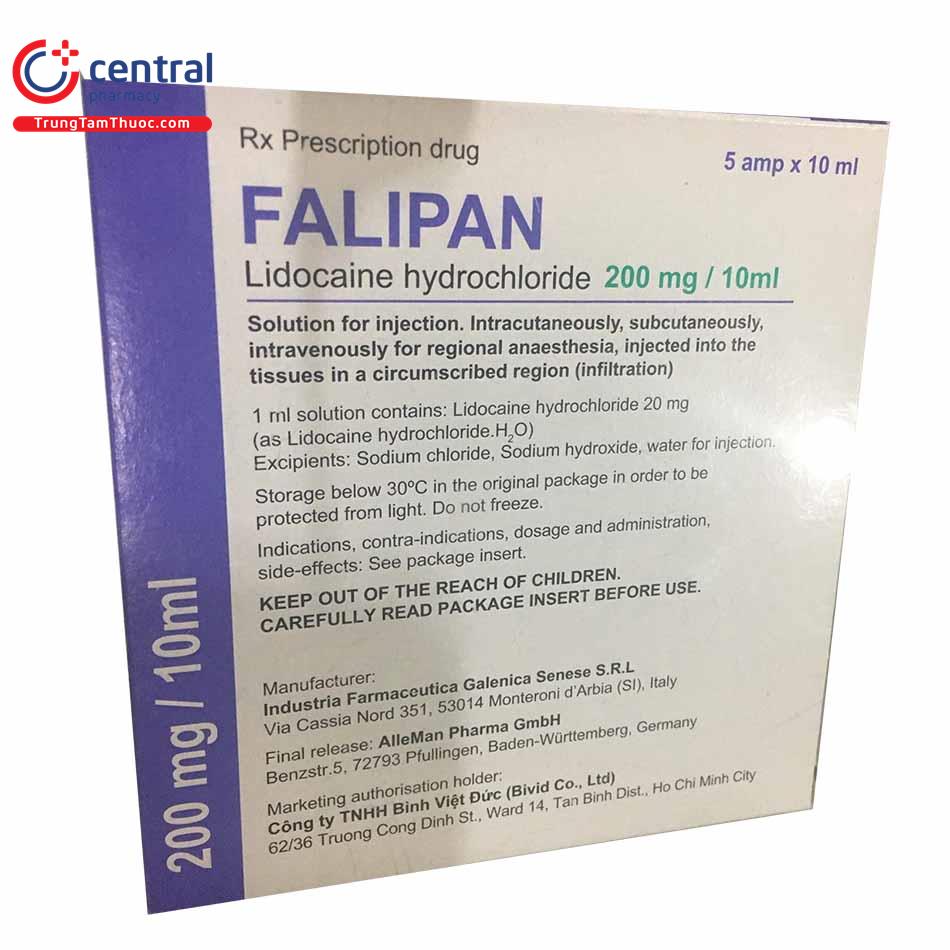 central
pharmacy
TrungTamThuoc.com
Rx Prescription drug
5 amp x 10 ml
FALIPAN
Lidocaine hydrochloride 200 mg / 10ml
Solution for injection. Intracutaneously, subcutaneously,
intravenously for regional anaesthesia, injected into the
tissues in a circumscribed region (infiltration)
1 ml solution contains: Lidocaine hydrochloride 20 mg
(as Lidocaine hydrochloride.H₂O)
Excipients: Sodium chloride, Sodium hydroxide, water for injection.
Storage below 30ºC in the original package in order to be
protected from light. Do not freeze.
Indications, contra-indications, dosage and administration,
side-effects: See package insert.
KEEP OUT OF THE REACH OF CHILDREN.
CAREFULLY READ PACKAGE INSERT BEFORE USE.
Manufacturer:
Industria Farmaceutica Galenica Senese S.R.L
Via Cassia Nord 351, 53014 Monteroni d'Arbia (SI), Italy
Final release: AlleMan Pharma GmbH
Benzstr.5, 72793 Pfullingen, Baden-Württemberg, Germany
Marketing authorisation holder:
Công ty TNHH Bình Việt Đức (Bivid Co., Ltd)
62/36 Truong Cong Dinh St., Ward 14, Tan Binh Dist., Ho Chi Minh City
200 mg / 10ml